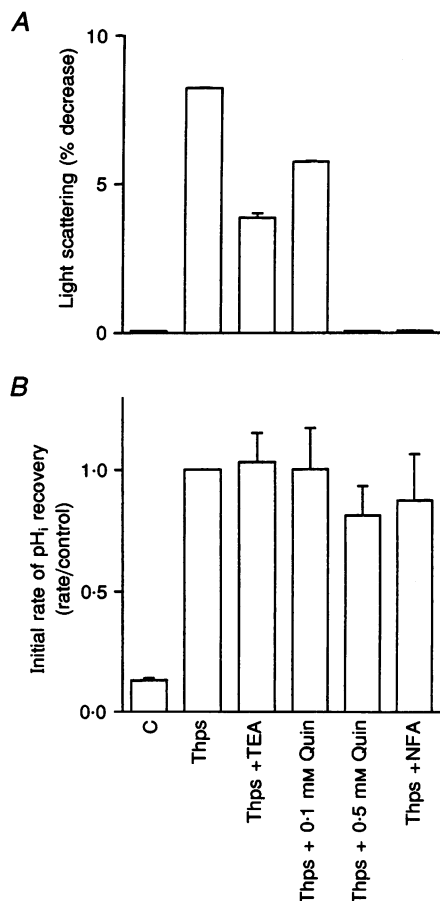 A
10
5
0
Light scattering (% decrease)
B
1·0
0·5
0·0
Initial rate of pHi recovery
(rate/control)
C
Thps
Thps +TEA
Thps + 0·1 mM Quin
Thps + 0·5 mM Quin
Thps +NFA